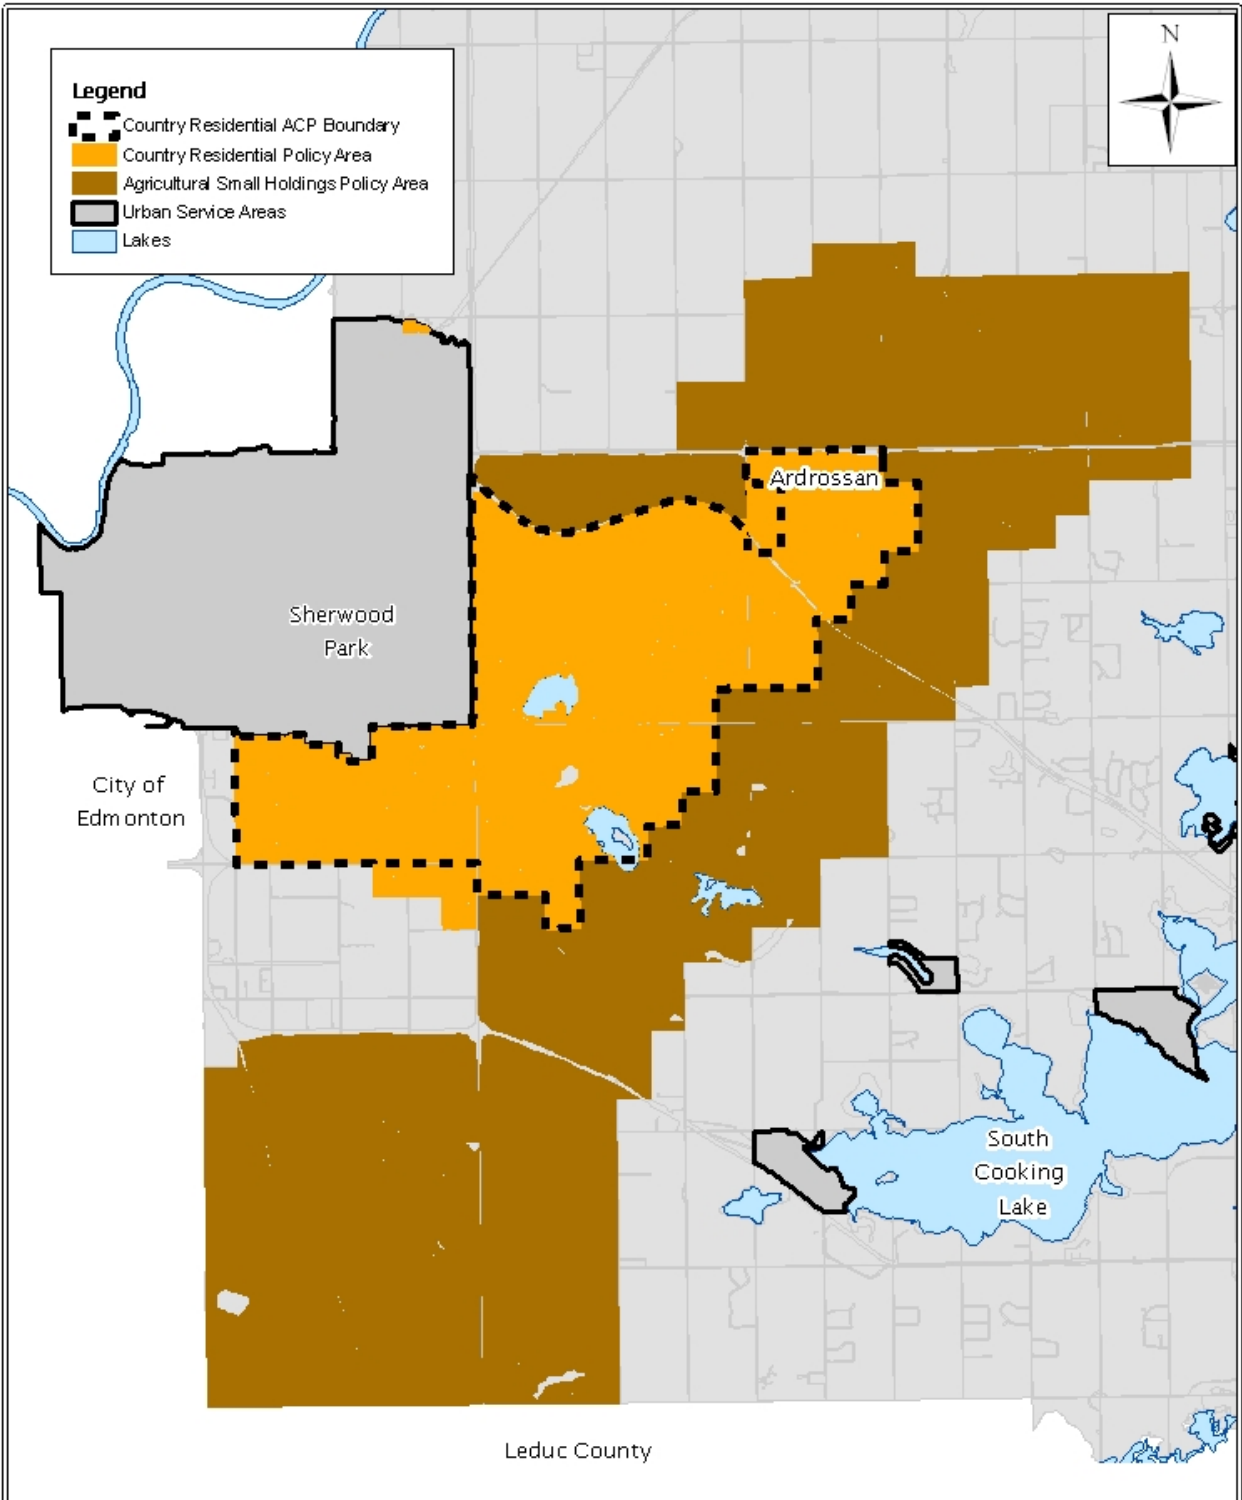 N
Legend
Country Residential ACP Boundary
Country Residential Policy Area
Agricultural Small Holdings Policy Area
Urban Service Areas
Lakes
Ardrossan
Sherwood
Park
City of
Edmonton
South
Cooking
Lake
Leduc County